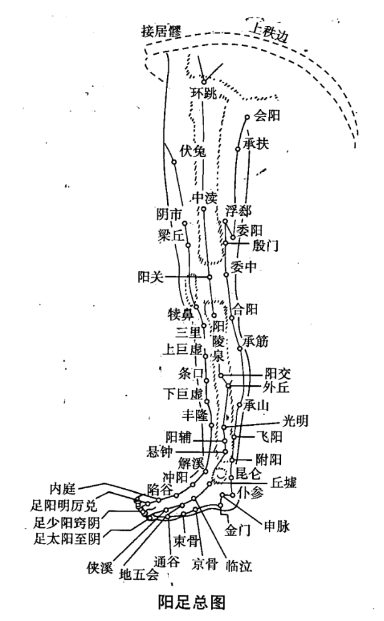 接居髎
上秩边
环跳
会阳
承扶
伏兔
中渎
阴市
浮郄
委阳
梁丘
殷门
委中
阳关
犊鼻
合阳
阳陵泉
三里
上巨虚
承筋
条口
阳交
外丘
下巨虚
承山
丰隆
光明
阳辅
飞阳
悬钟
附阳
解溪
冲阳
昆仑
丘墟
陷谷
仆参
内庭
足阳明厉兑
足少阳窍阴
足太阳至阴
申脉
金门
束骨
侠溪
地五会
通谷
京骨
临泣
阳足总图